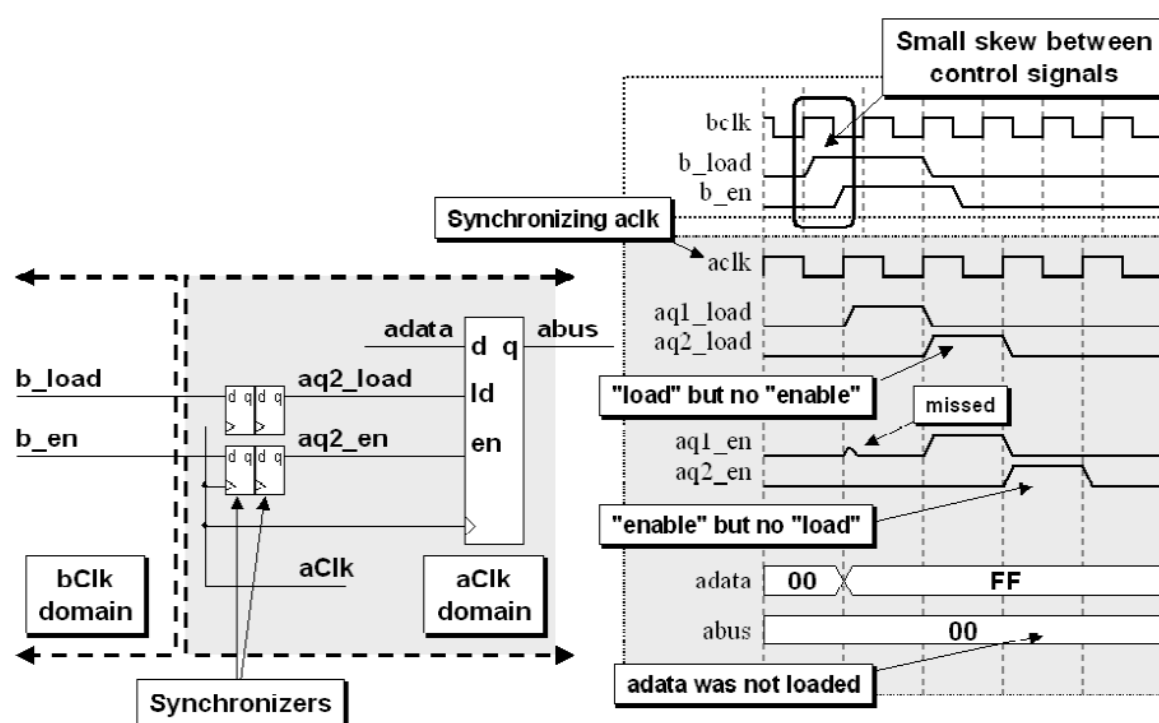 Small skew between
control signals
bclk
b_load
b_en
Synchronizing aclk
aclk
aq1_load
aq2_load
"load" but no "enable"
missed
aq1_en
aq2_en
"enable" but no "load"
adata
00
FF
abus
00
adata was not loaded
adata
abus
d q
b_load
d q
d q
aq2_load
ld
b_en
d q
d q
aq2_en
en
aClk
bClk
domain
aClk
domain
Synchronizers